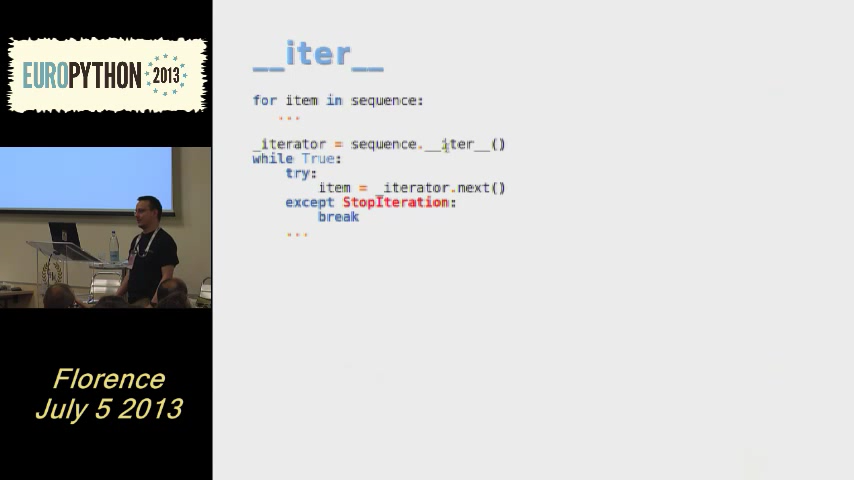 EUROPYTHON 2013
Florence
July 5 2013
__iter__
for item in sequence:
...
_iterator = sequence.__iter__()
while True:
try:
item = _iterator.next()
except StopIteration:
break
...